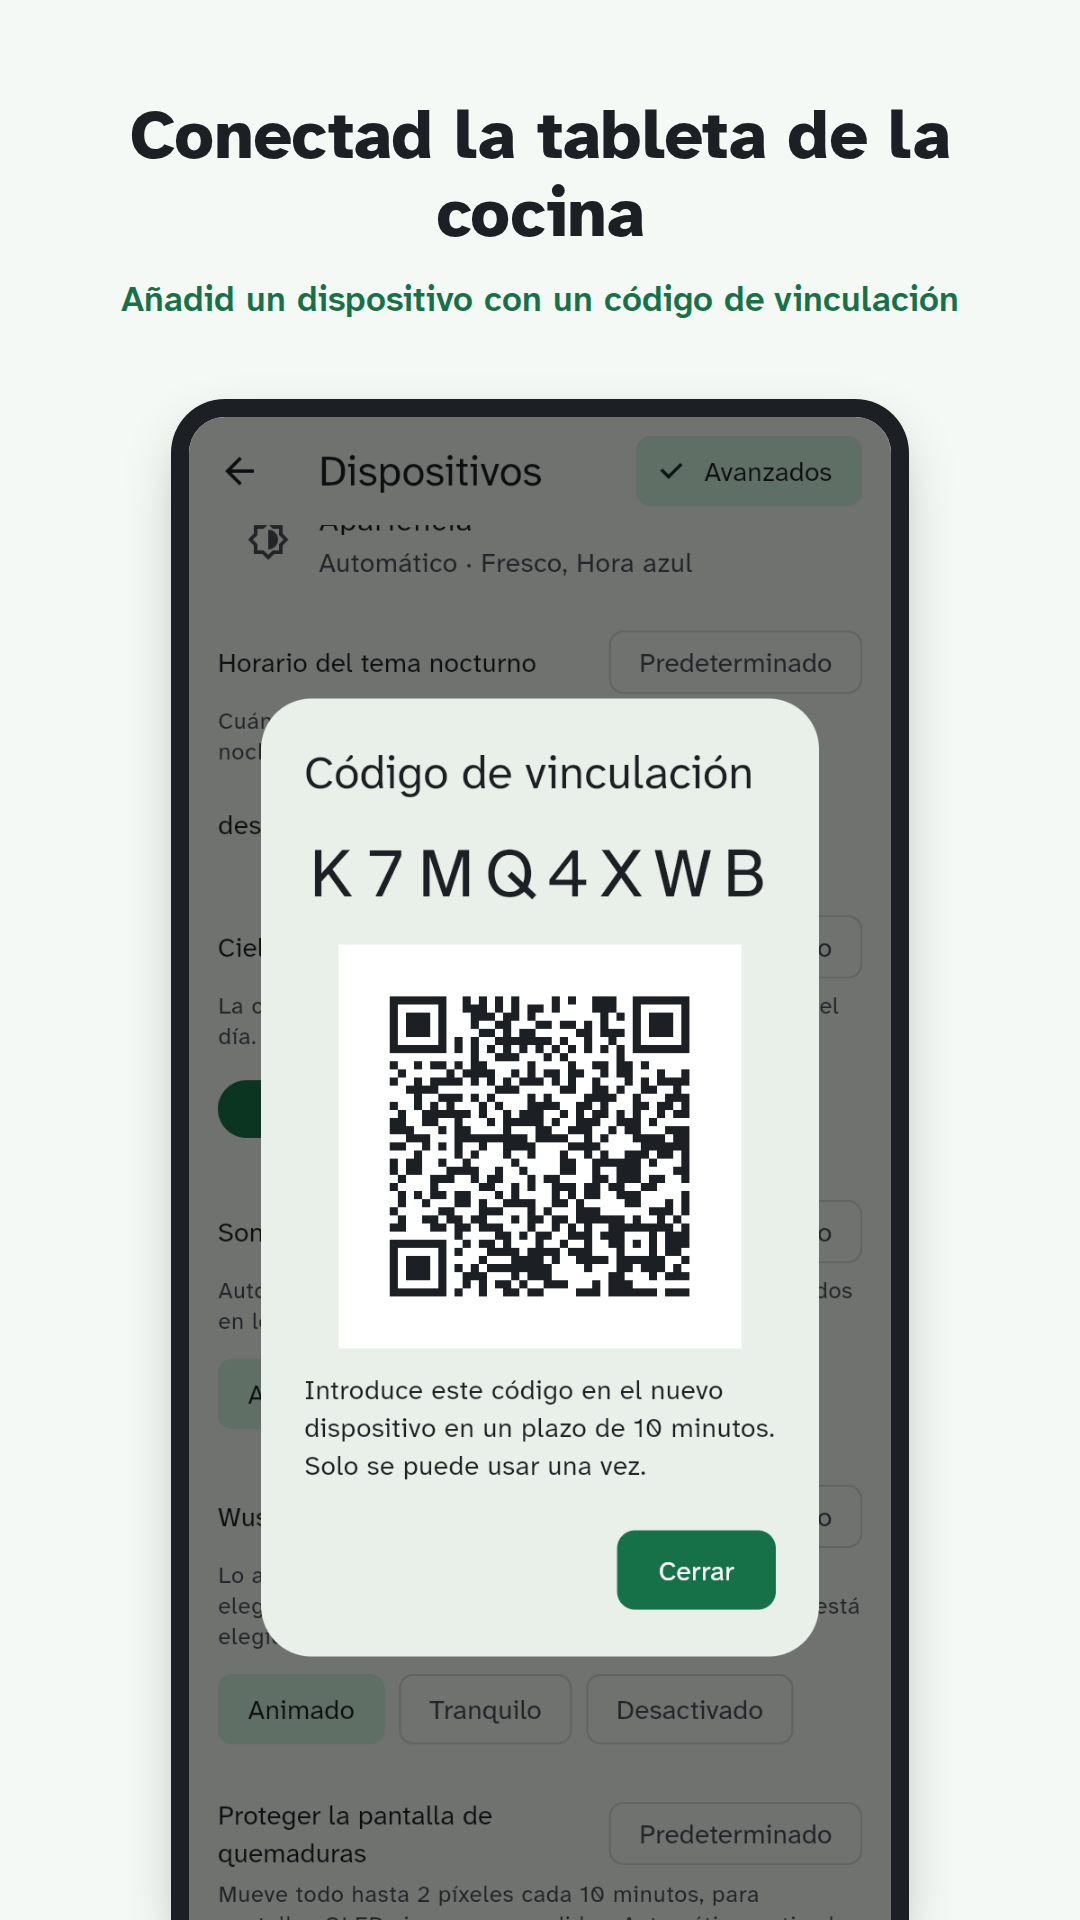 Conectad la tableta de la
cocina
Añadid un dispositivo con un código de vinculación
Dispositivos
Avanzados
Automático · Fresco, Hora azul
Horario del tema nocturno
Predeterminado
Código de vinculación
K7MQ4XWB
día.
el
Introduce este código en el nuevo
dispositivo en un plazo de 10 minutos.
Solo se puede usar una vez.
Cerrar
Animado
Tranquilo
Desactivado
Proteger la pantalla de
quemaduras
Predeterminado
Mueve todo hasta 2 píxeles cada 10 minutos, para